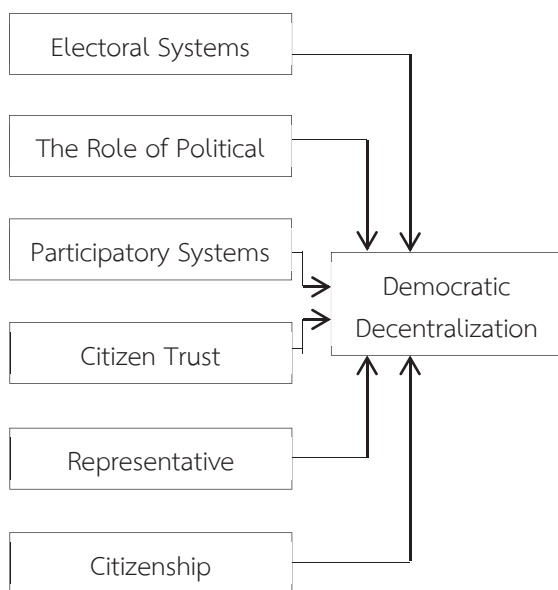 Electoral Systems
The Role of Political
Participatory Systems
Citizen Trust
Representative
Citizenship
Democratic
Decentralization